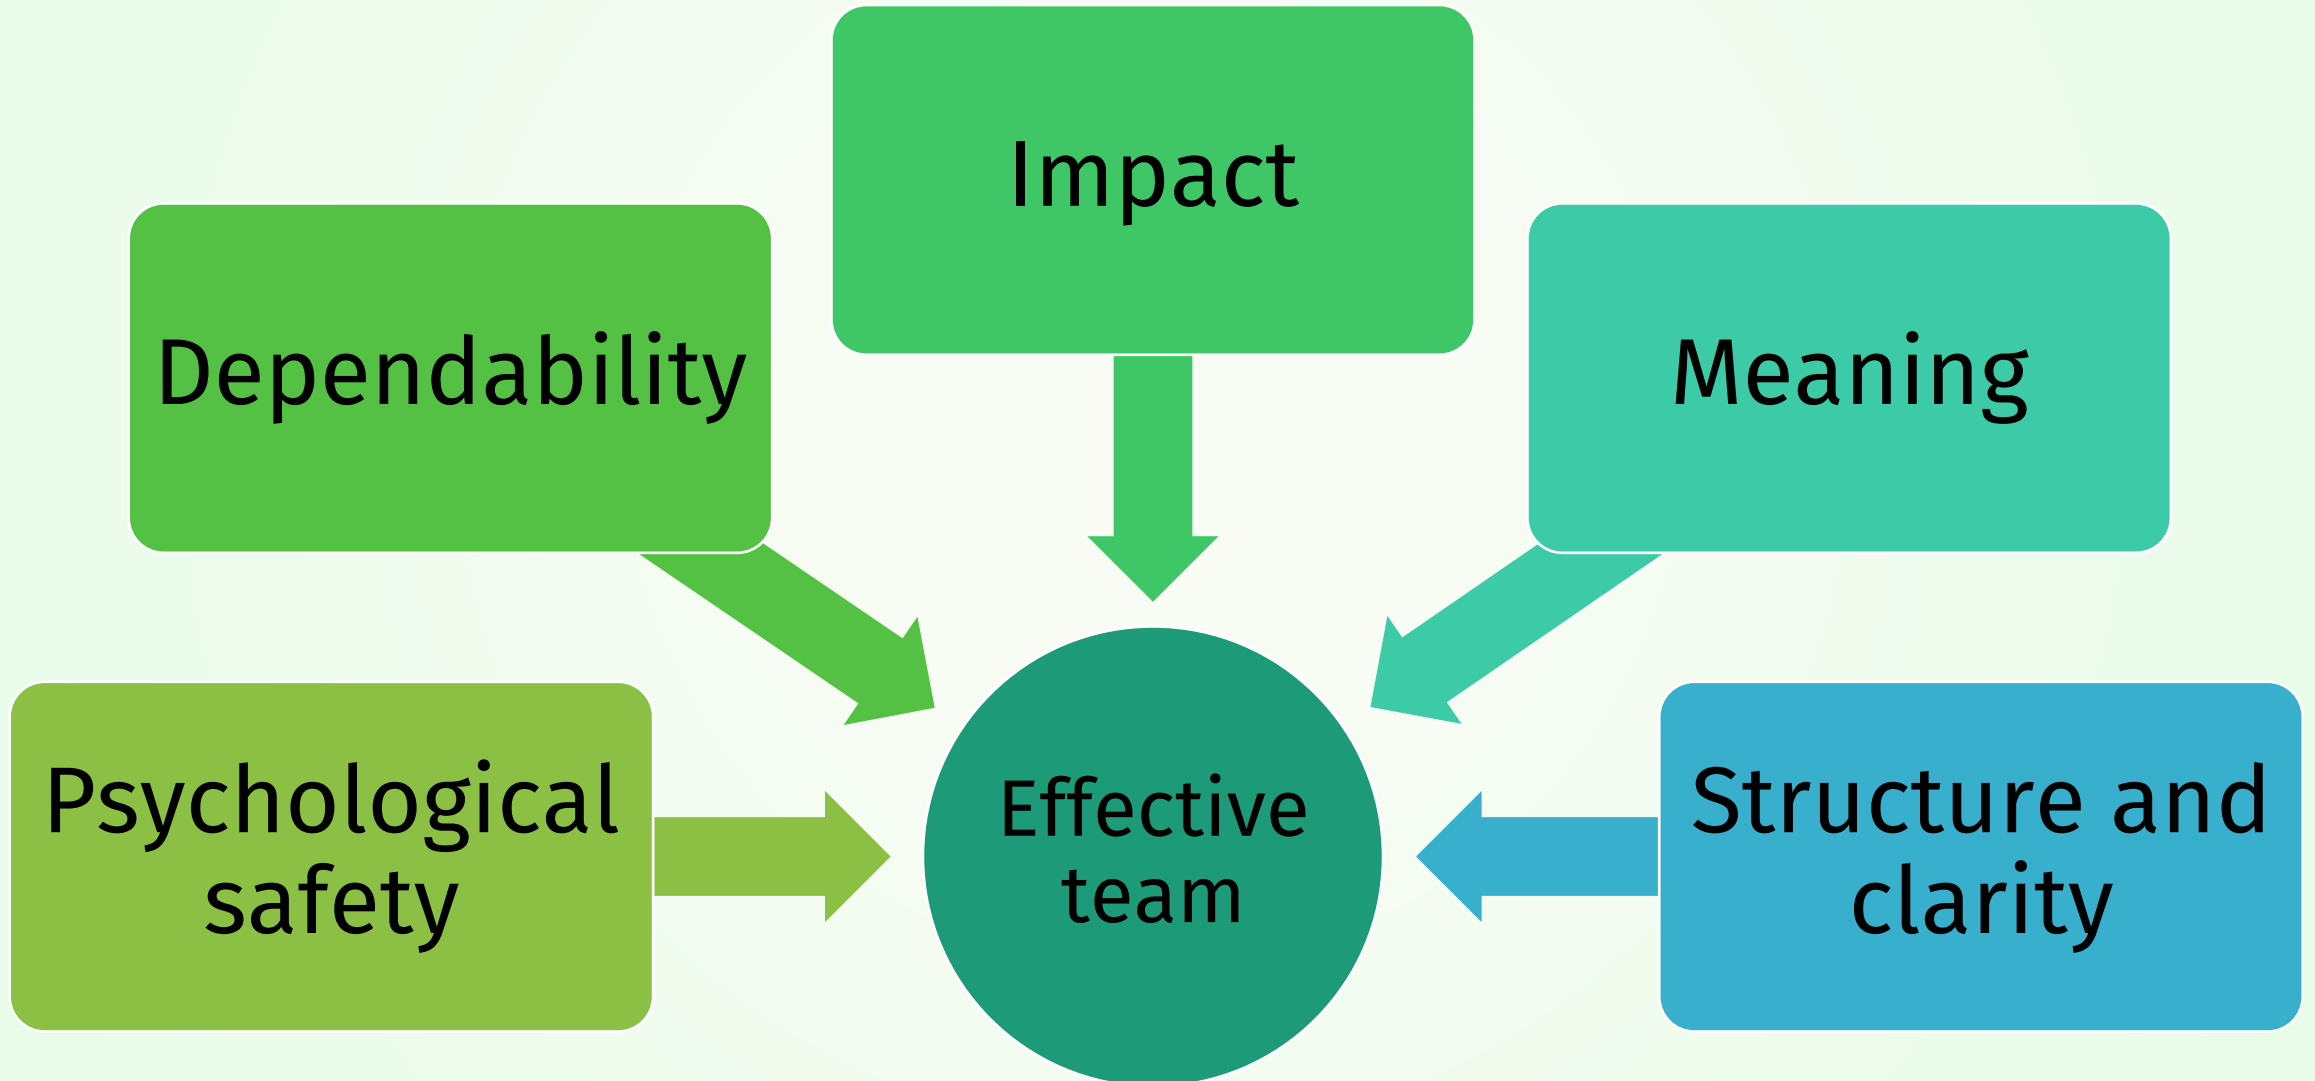 Impact
Dependability
Meaning
Psychological
safety
Effective
team
Structure and
clarity